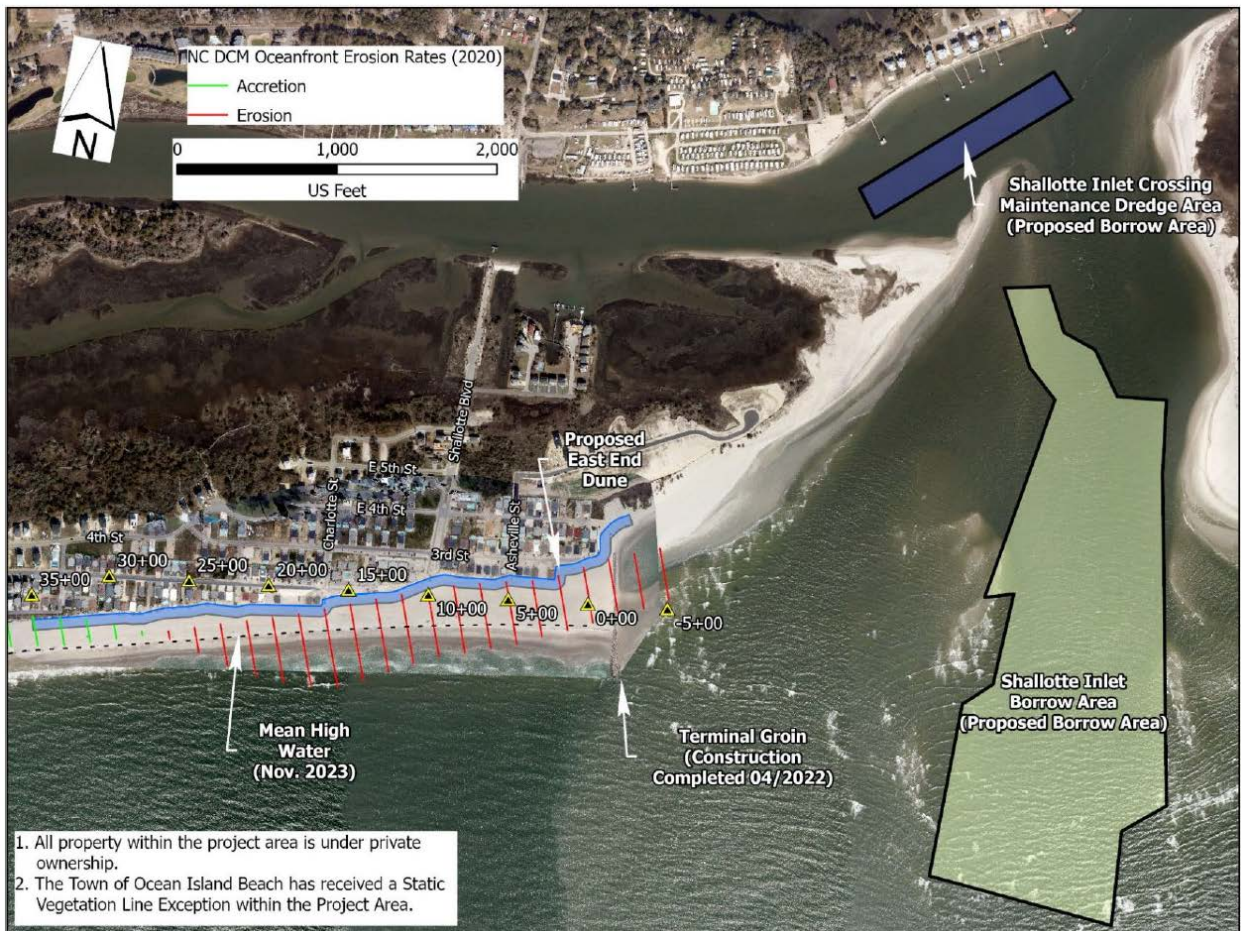 NC DCM Oceanfront Erosion Rates (2020)
Accretion
Erosion
N
0 1,000 2,000
US Feet
Shallotte Inlet Crossing
Maintenance Dredge Area
(Proposed Borrow Area)
Shallotte Blvd
Proposed
East End
Dune
E 5th St
Charlotte St
E 4th St
Asheville St
4th St
3rd St
35+00
30+00
25+00
20+00
15+00
10+00
5+00
0+00
-5+00
Shallotte Inlet
Borrow Area
(Proposed Borrow Area)
Mean High
Water
(Nov. 2023)
Terminal Groin
(Construction
Completed 04/2022)
1. All property within the project area is under private
ownership.
2. The Town of Ocean Island Beach has received a Static
Vegetation Line Exception within the Project Area.